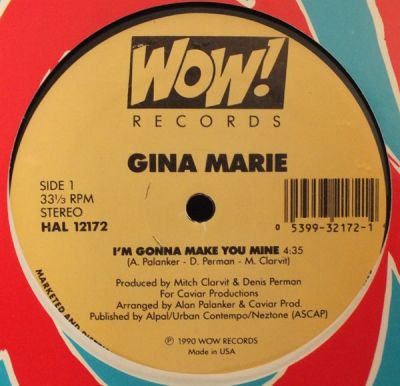 WOW!
RECORDS
GINA MARIE
SIDE 1
33⅓ RPM
STEREO
HAL 12172
0 5399-32172-1
I'M GONNA MAKE YOU MINE 4:35
(A. Palanker - D. Perman - M. Clarvit)
Produced by Mitch Clarvit & Denis Perman
For Caviar Productions
Arranged by Alan Palanker & Caviar Prod.
Published by Alpal/Urban Contempo/Neztone (ASCAP)
℗ 1990 WOW RECORDS
Made in USA
MARKETED AND